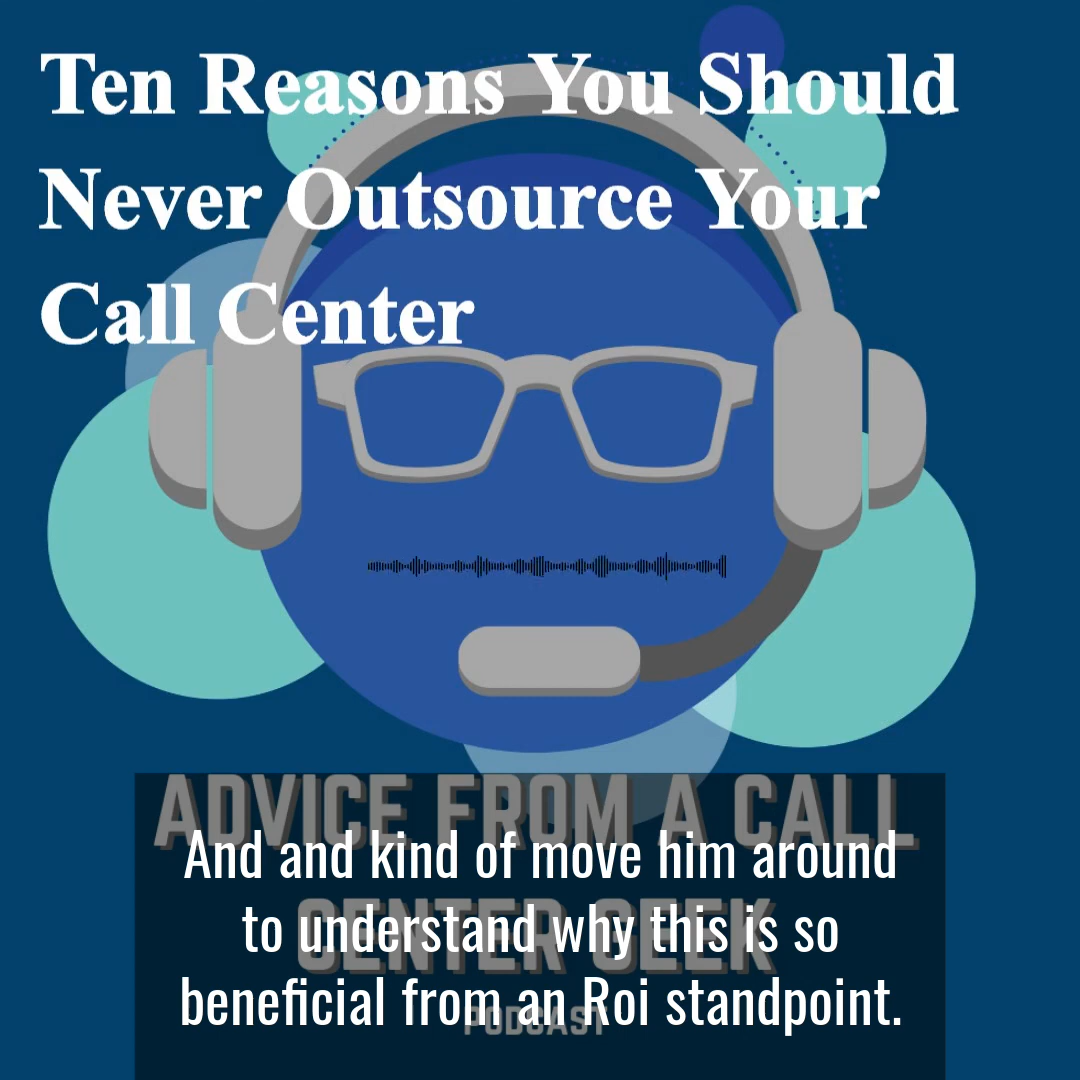 Ten Reasons You Should
Never Outsource Your
Call Center
ADVICE FROM A CALL
CENTER GEEK
PODCAST
And and kind of move him around
to understand why this is so
beneficial from an Roi standpoint.